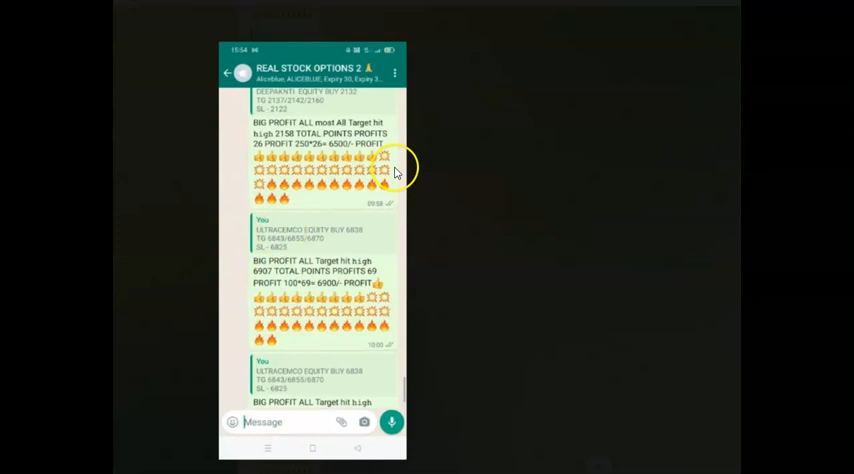 15:54
REAL STOCK OPTIONS 2 🙏
Aliceblue, ALICEBLUE, Expiry 30, Expiry 3...
DEEPAKNTI EQUITY BUY 2132
TG 2137/2142/2160
SL - 2122
BIG PROFIT ALL most All Target hit
high 2158 TOTAL POINTS PROFITS
26 PROFIT 250*26= 6500/- PROFIT
09:58
You
ULTRACEMCO EQUITY BUY 6838
TG 6843/6855/6870
SL - 6825
BIG PROFIT ALL Target hit high
6907 TOTAL POINTS PROFITS 69
PROFIT 100*69= 6900/- PROFIT
10:00
You
ULTRACEMCO EQUITY BUY 6838
TG 6843/6855/6870
SL - 6825
BIG PROFIT ALL Target hit high
Message